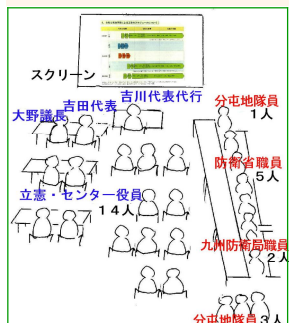 スクリーン
吉川代表代行
吉田代表
大野議長
分屯地隊員
1人
防衛省職員
5人
立憲・センター役員
14人
九州防衛局職員
2人
分屯地隊員3人